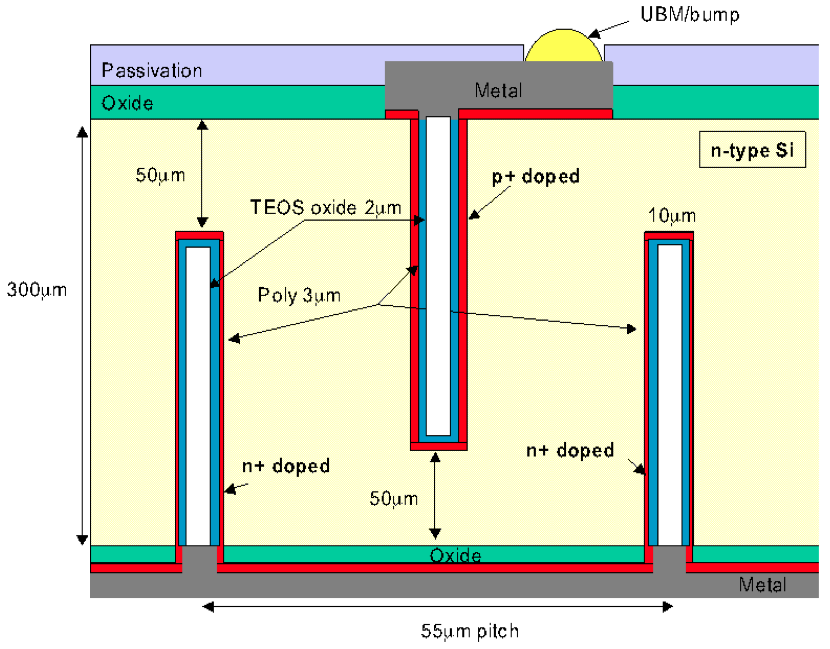 UBM/bump
Passivation
Metal
Oxide
n-type Si
50μm
p+ doped
TEOS oxide 2μm
10μm
300μm
Poly 3μm
n+ doped
n+ doped
50μm
Oxide
Metal
55μm pitch